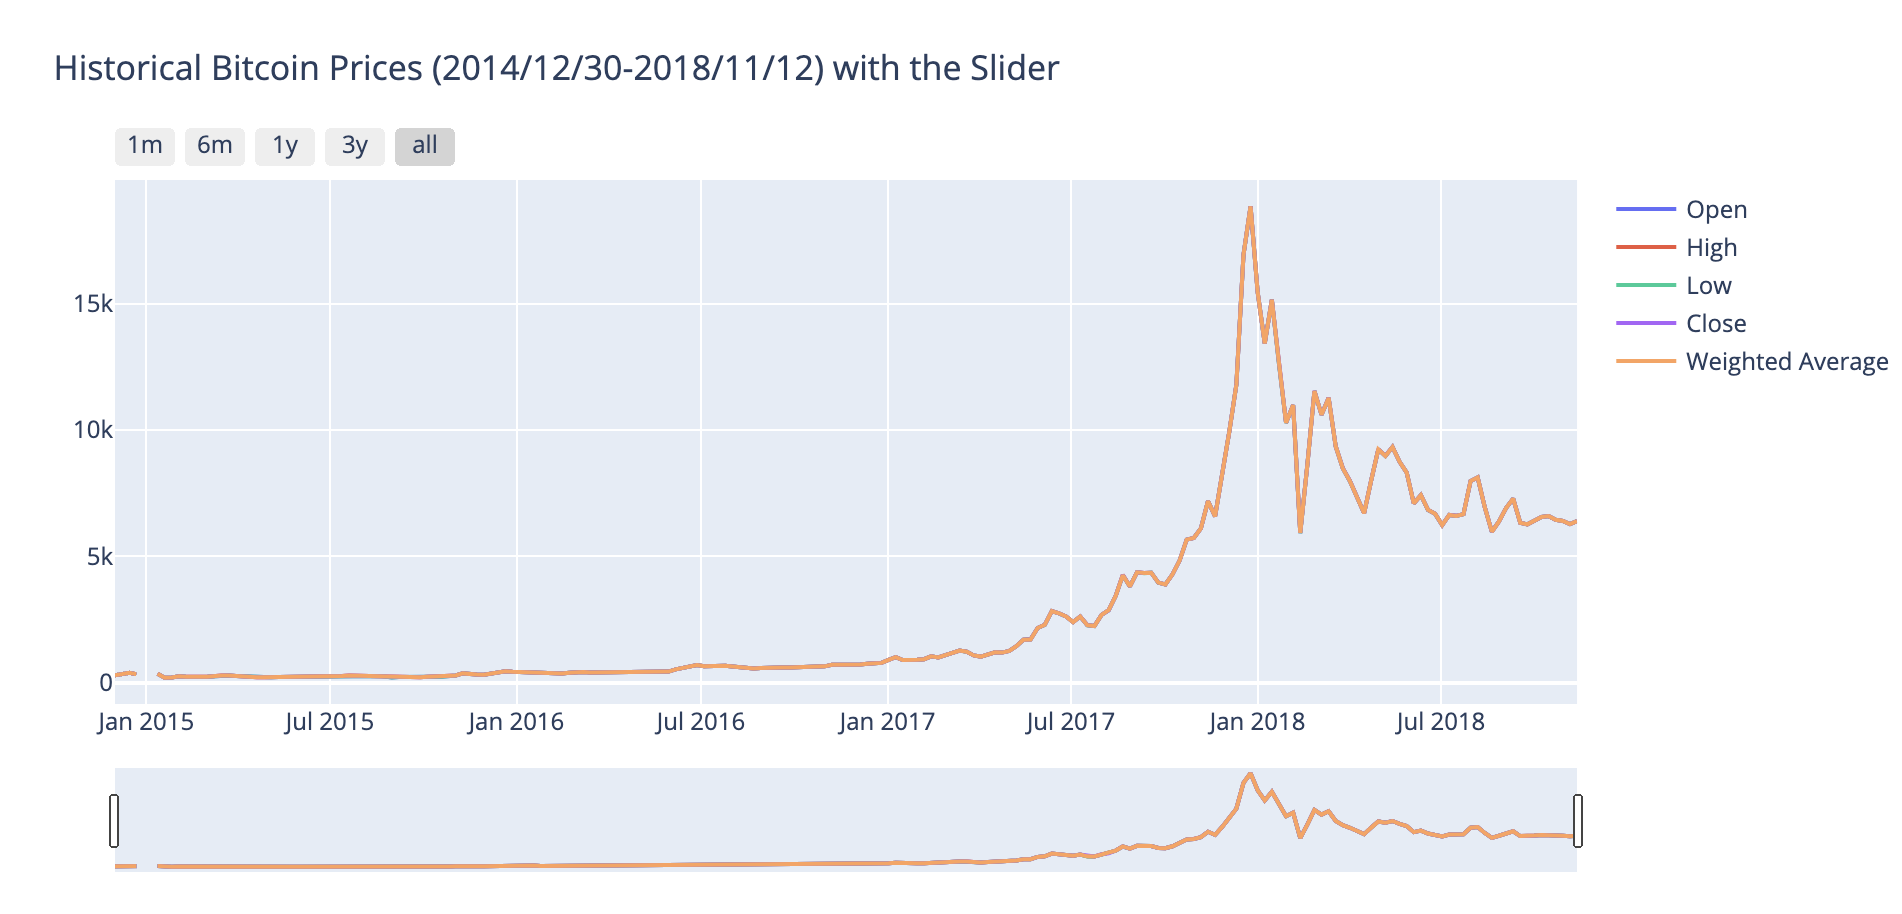 Historical Bitcoin Prices (2014/12/30-2018/11/12) with the Slider
1m 6m 1y 3y all
Open
High
Low
Close
Weighted Average
15k
10k
5k
0
Jan 2015 Jul 2015 Jan 2016 Jul 2016 Jan 2017 Jul 2017 Jan 2018 Jul 2018